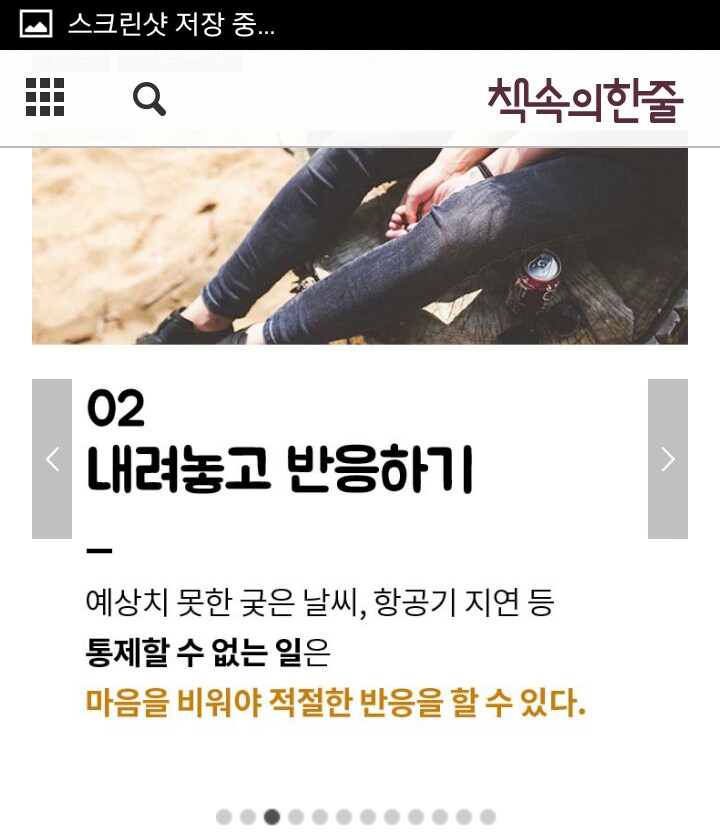 스크린샷 저장 중...
책속의한줄
02
내려놓고 반응하기
예상치 못한 궂은 날씨, 항공기 지연 등
통제할 수 없는 일은
마음을 비워야 적절한 반응을 할 수 있다.